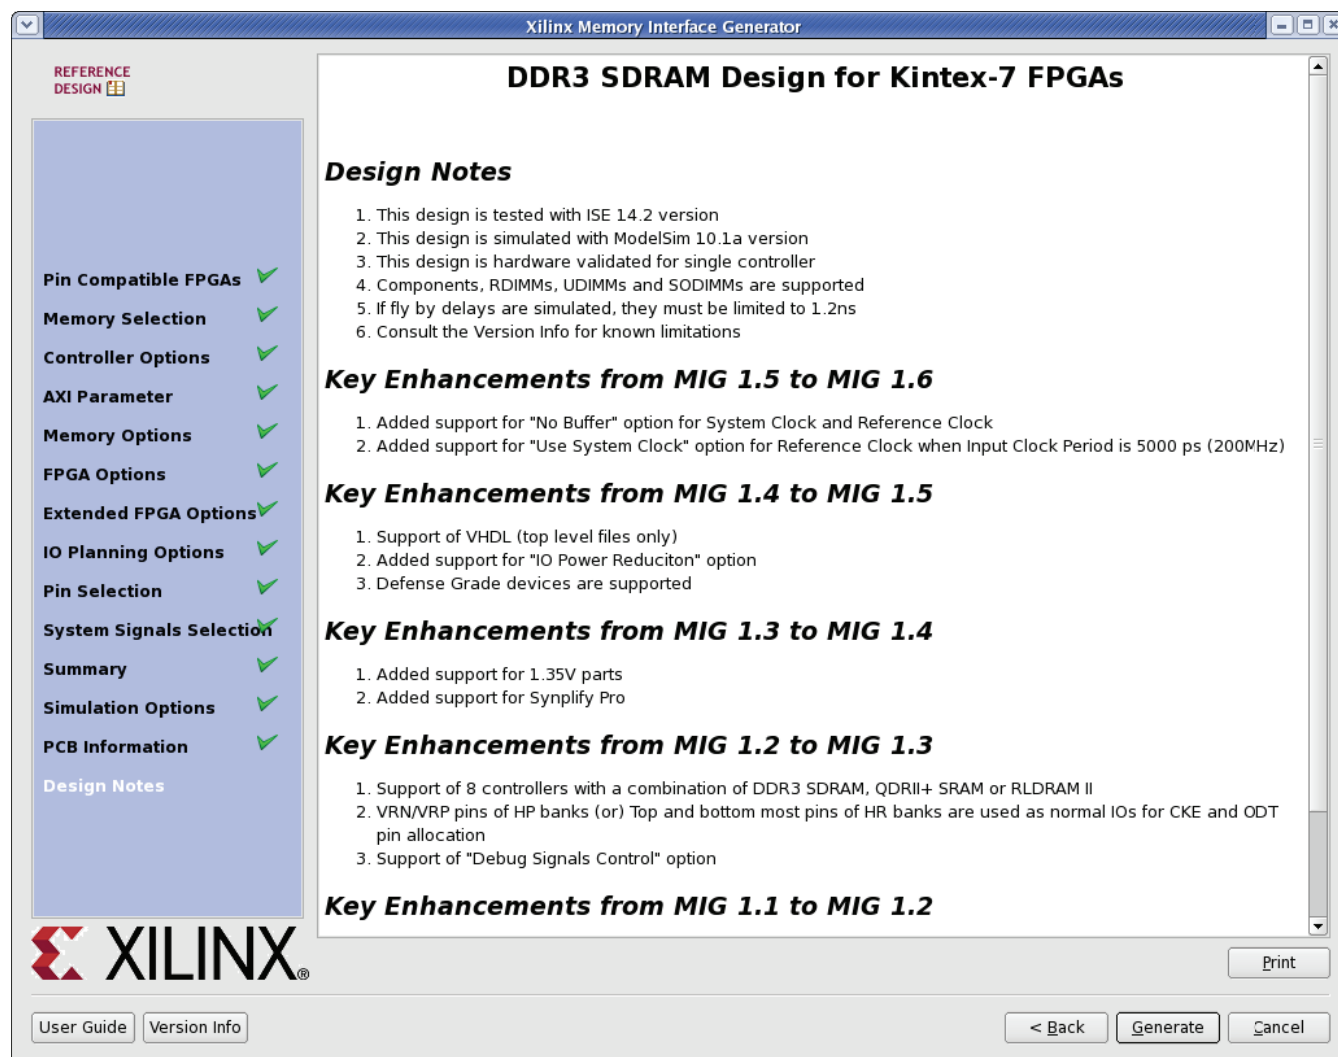 Xilinx Memory Interface Generator
REFERENCE
DESIGN
Pin Compatible FPGAs
Memory Selection
Controller Options
AXI Parameter
Memory Options
FPGA Options
Extended FPGA Options
IO Planning Options
Pin Selection
System Signals Selection
Summary
Simulation Options
PCB Information
Design Notes
XILINX®
DDR3 SDRAM Design for Kintex-7 FPGAs
Design Notes
1. This design is tested with ISE 14.2 version
2. This design is simulated with ModelSim 10.1a version
3. This design is hardware validated for single controller
4. Components, RDIMMs, UDIMMs and SODIMMs are supported
5. If fly by delays are simulated, they must be limited to 1.2ns
6. Consult the Version Info for known limitations
Key Enhancements from MIG 1.5 to MIG 1.6
1. Added support for "No Buffer" option for System Clock and Reference Clock
2. Added support for "Use System Clock" option for Reference Clock when Input Clock Period is 5000 ps (200MHz)
Key Enhancements from MIG 1.4 to MIG 1.5
1. Support of VHDL (top level files only)
2. Added support for "IO Power Reduciton" option
3. Defense Grade devices are supported
Key Enhancements from MIG 1.3 to MIG 1.4
1. Added support for 1.35V parts
2. Added support for Synplify Pro
Key Enhancements from MIG 1.2 to MIG 1.3
1. Support of 8 controllers with a combination of DDR3 SDRAM, QDRII+ SRAM or RLDRAM II
2. VRN/VRP pins of HP banks (or) Top and bottom most pins of HR banks are used as normal IOs for CKE and ODT
pin allocation
3. Support of "Debug Signals Control" option
Key Enhancements from MIG 1.1 to MIG 1.2
Print
User Guide
Version Info
< Back
Generate
Cancel